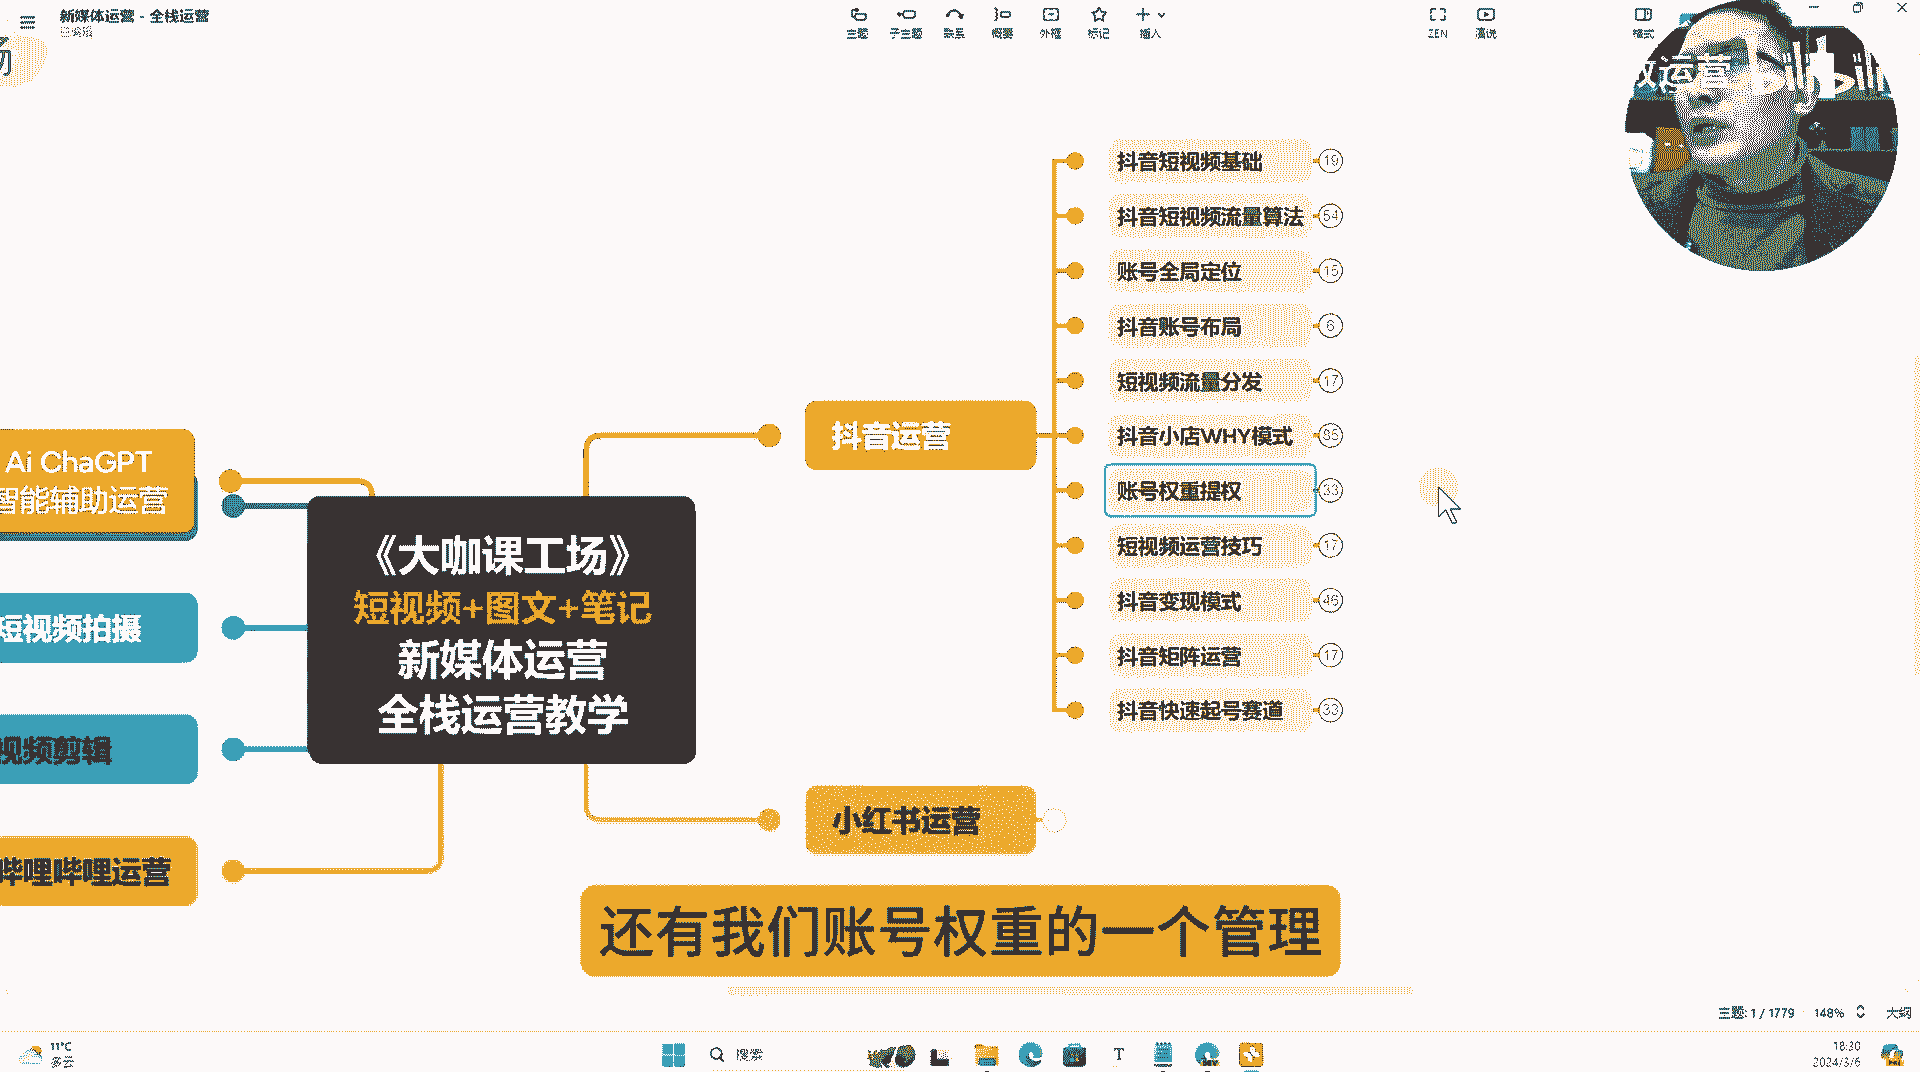 新媒体运营 - 全栈运营
已编辑
主题
子主题
联系
概要
外框
标记
插入
ZEN
演说
格式
场
效运营
bilibili
抖音短视频基础 19
抖音短视频流量算法 54
账号全局定位 15
抖音账号布局 6
短视频流量分发 17
抖音运营
抖音小店WHY模式 85
账号权重提权 33
短视频运营技巧 17
抖音变现模式 46
抖音矩阵运营 17
抖音快速起号赛道 33
Ai ChaGPT
智能辅助运营
短视频拍摄
视频剪辑
哔哩哔哩运营
《大咖课工场》
短视频+图文+笔记
新媒体运营
全栈运营教学
小红书运营
还有我们账号权重的一个管理
主题: 1 / 1779
148%
大纲
11°C
多云
搜索
18:30
2024/3/6